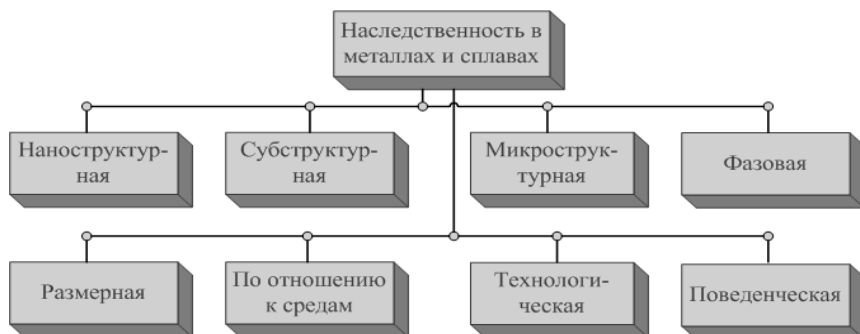 Наследственность в
металлах и сплавах
Наноструктур-
ная
Субструктур-
ная
Микрострук-
турная
Фазовая
Размерная
По отношению
к средам
Технологи-
ческая
Поведенческая